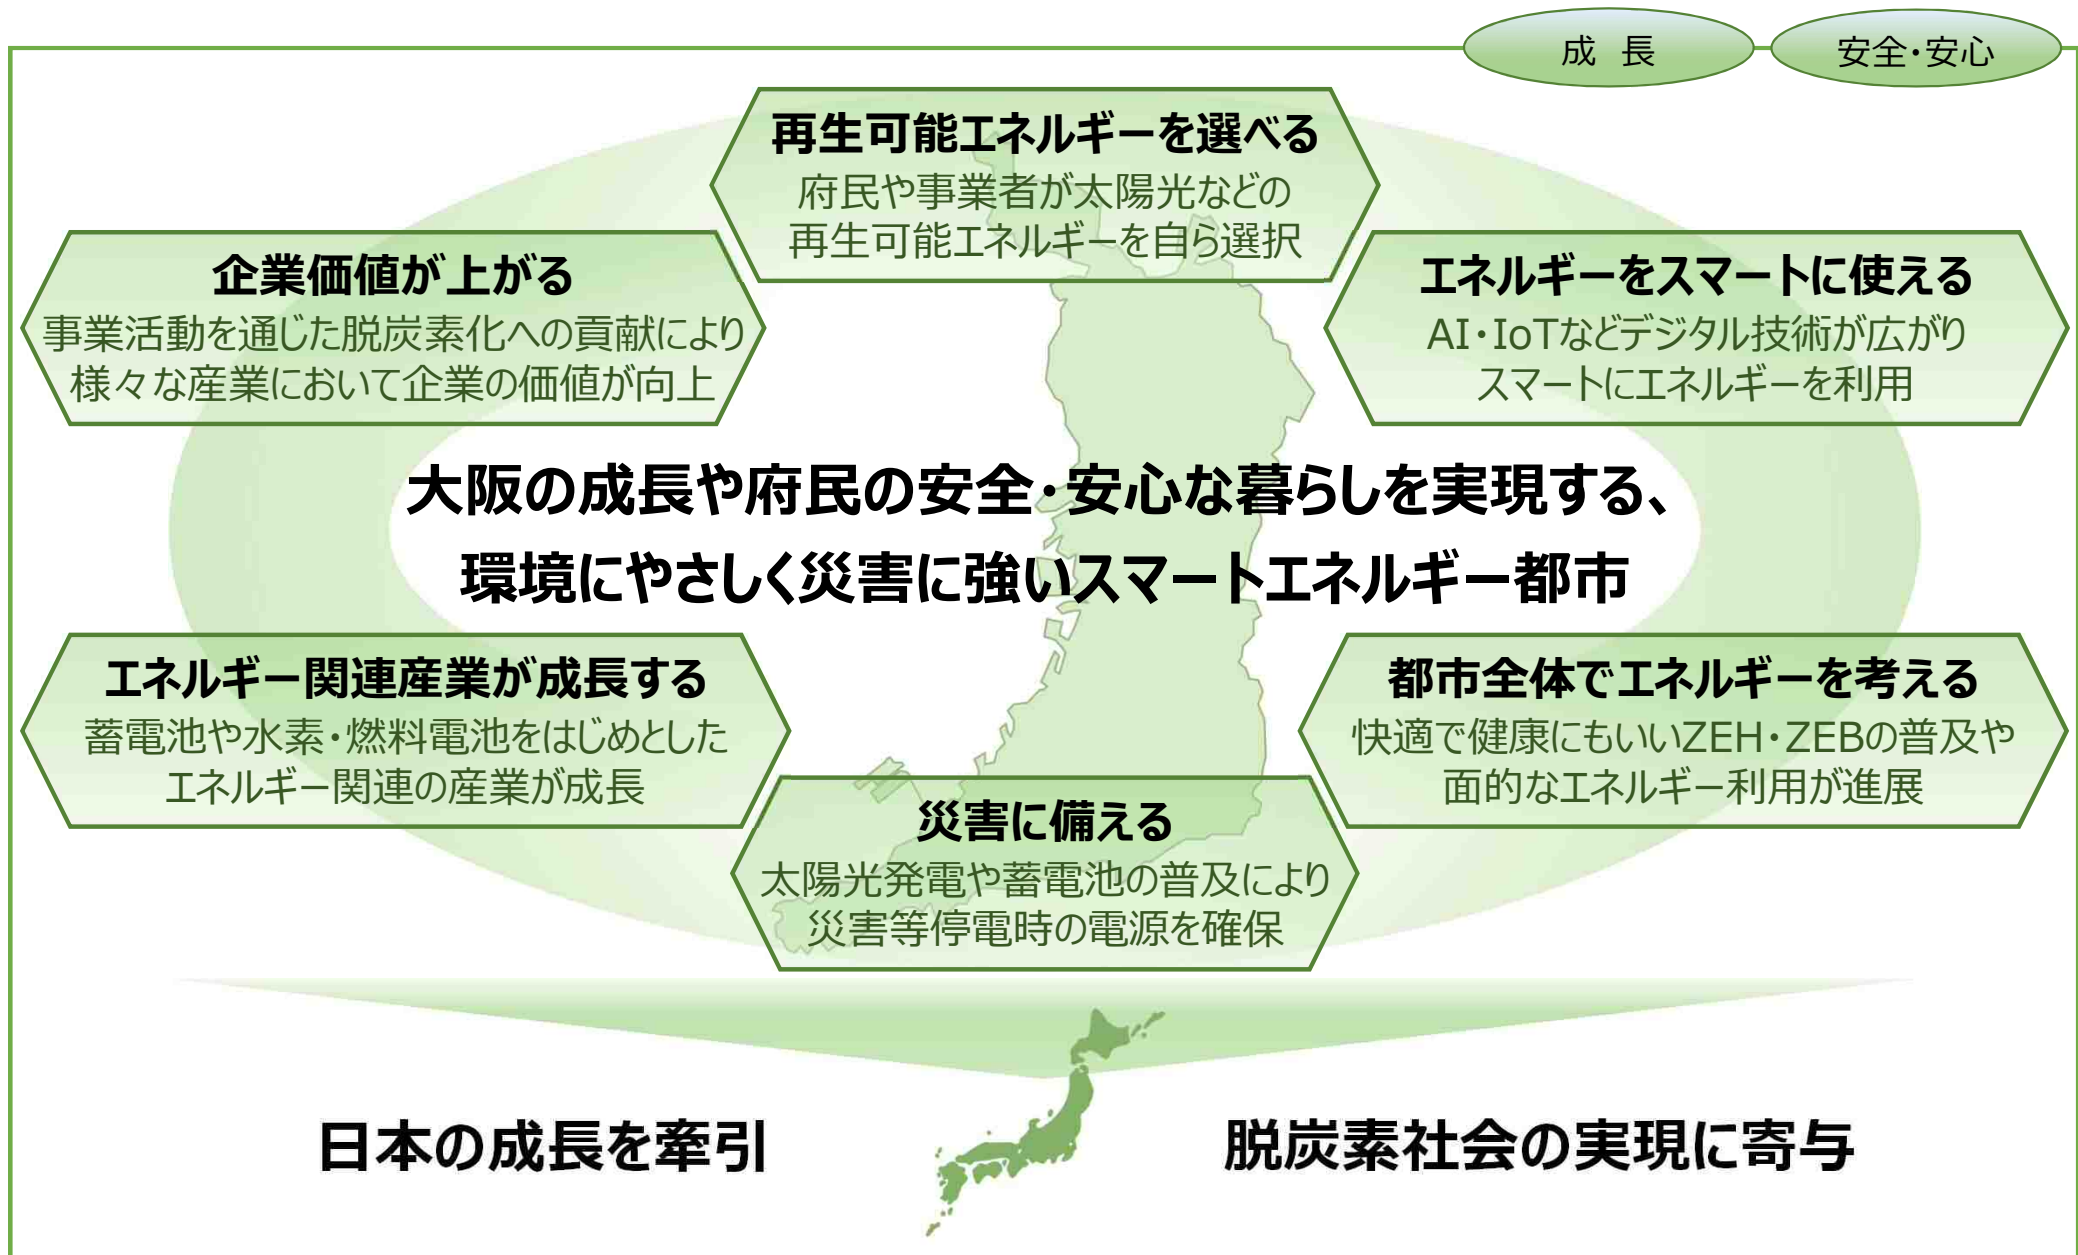 成 長
安全・安心
再生可能エネルギーを選べる
府民や事業者が太陽光などの
再生可能エネルギーを自ら選択
企業価値が上がる
事業活動を通じた脱炭素化への貢献により
様々な産業において企業の価値が向上
エネルギーをスマートに使える
AI・IoTなどデジタル技術が広がり
スマートにエネルギーを利用
大阪の成長や府民の安全・安心な暮らしを実現する、
環境にやさしく災害に強いスマートエネルギー都市
エネルギー関連産業が成長する
蓄電池や水素・燃料電池をはじめとした
エネルギー関連の産業が成長
都市全体でエネルギーを考える
快適で健康にもいいZEH・ZEBの普及や
面的なエネルギー利用が進展
災害に備える
太陽光発電や蓄電池の普及により
災害等停電時の電源を確保
日本の成長を牽引
脱炭素社会の実現に寄与